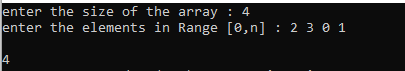 enter the size of the array : 4
enter the elements in Range [0,n] : 2 3 0 1
4